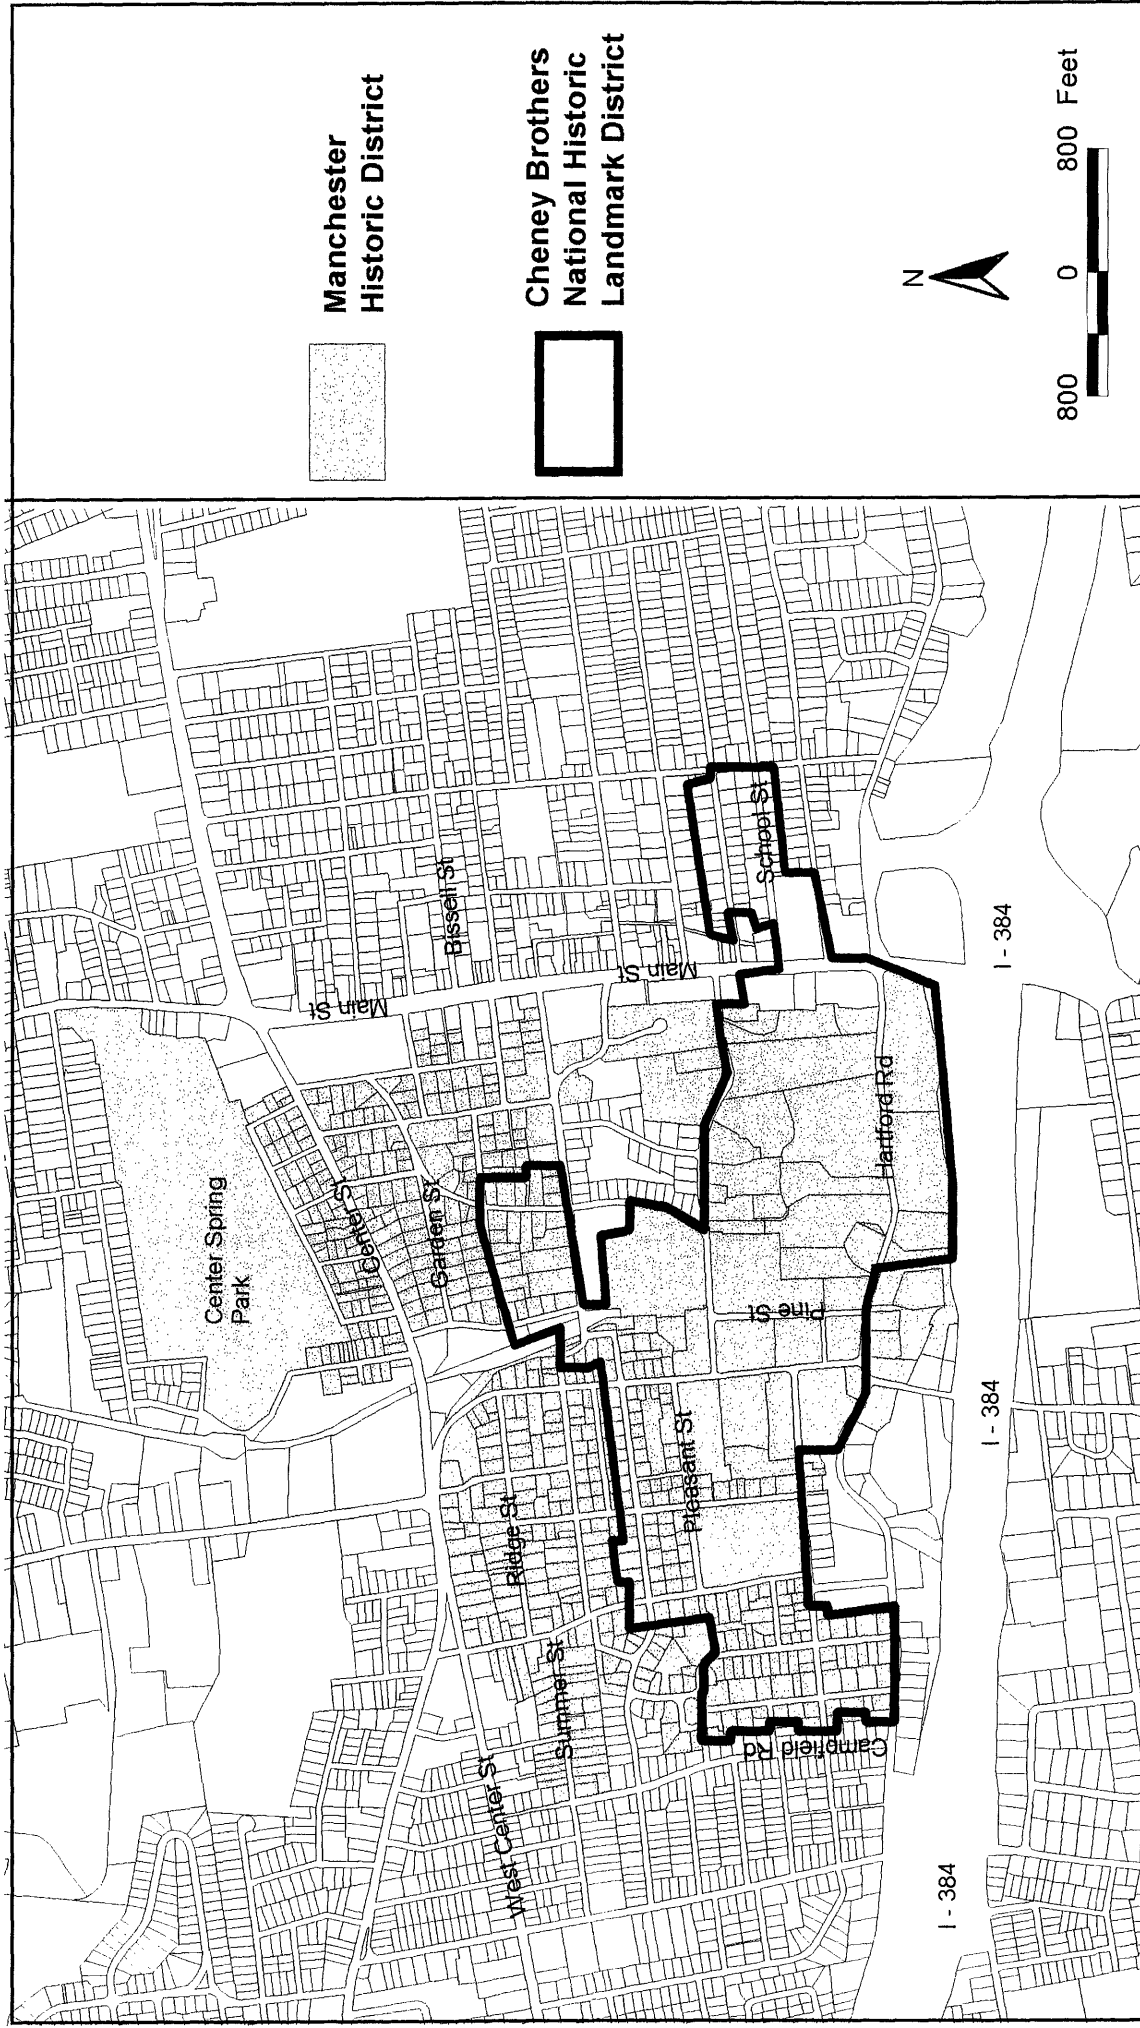 Manchester
Historic District
Cheney Brothers
National Historic
Landmark District
N
800 0 800 Feet
Center Spring
Park
Main St
Bissell St
Center St
Garden St
Main St
School St
Ridge St
Summer St
West Center St
Pleasant St
Pine St
Hartford Rd
Campfield Rd
I - 384
I - 384
I - 384